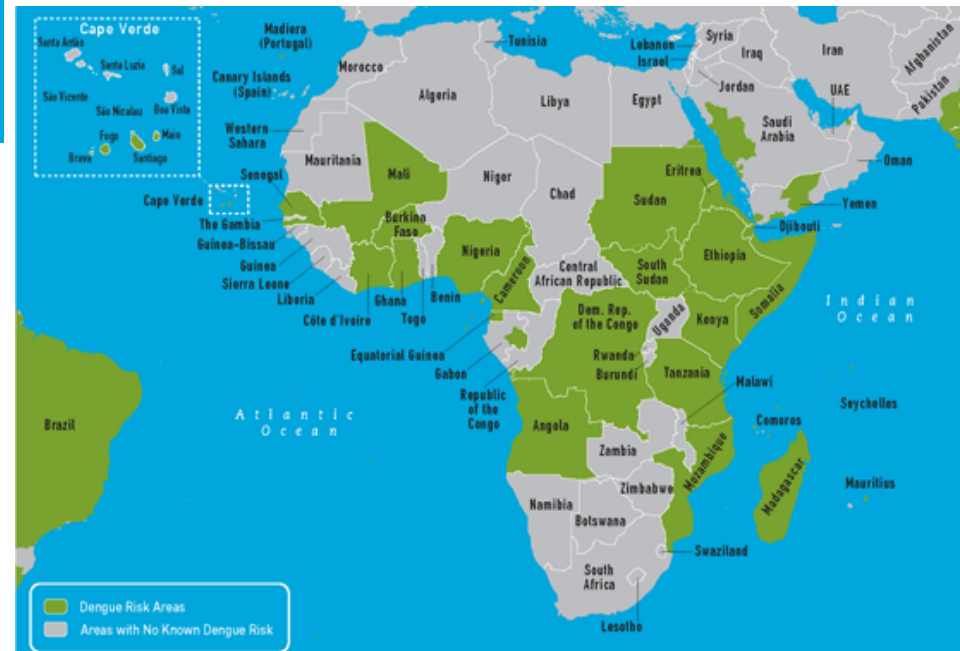 Cape Verde
Santa Antão
Santa Luzia
Sal
São Vicente
São Nicalau
Boa Vista
Fogo
Maio
Brava
Santiago
Madiera
(Portugal)
Tunisia
Lebanon
Israel
Syria
Iraq
Iran
Afghanistan
Pakistan
Morocco
Jordan
UAE
Canary Islands
(Spain)
Algeria
Libya
Egypt
Saudi
Arabia
Western
Sahara
Mauritania
Oman
Senegal
Mali
Niger
Chad
Eritrea
Sudan
Cape Verde
Yemen
The Gambia
Burkina
Faso
Djibouti
Guinea-Bissau
Nigeria
Ethiopia
Guinea
Cameroun
Central
African Republic
South
Sudan
Sierra Leone
Liberia
Ghana
Benin
Somalia
Côte d'Ivoire
Togo
Dem. Rep.
of the Congo
Uganda
Kenya
Indian
Ocean
Equatorial Guinea
Rwanda
Burundi
Gabon
Tanzania
Malawi
Republic
of the
Congo
Seychelles
Atlantic
Ocean
Brazil
Angola
Comoros
Zambia
Mozambique
Madagascar
Mauritius
Zimbabwe
Namibia
Botswana
Swaziland
South
Africa
Lesotho
Dengue Risk Areas
Areas with No Known Dengue Risk